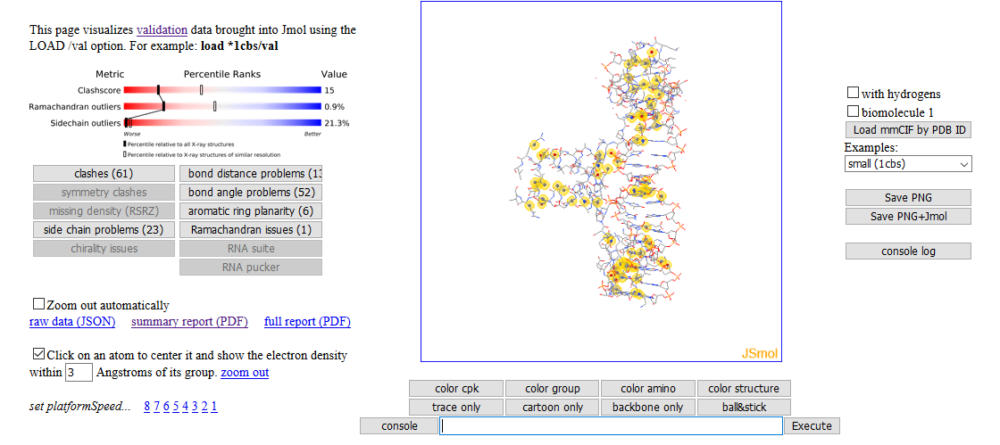 This page visualizes validation data brought into Jmol using the
LOAD /val option. For example: load *1cbs/val
Metric Percentile Ranks Value
Clashscore 15
Ramachandran outliers 0.9%
Sidechain outliers 21.3%
Worse Better
Percentile relative to all X-ray structures
Percentile relative to X-ray structures of similar resolution
clashes (61) bond distance problems (13
symmetry clashes bond angle problems (52)
missing density (RSRZ) aromatic ring planarity (6)
side chain problems (23) Ramachandran issues (1)
chirality issues RNA suite
RNA pucker
Zoom out automatically
raw data (JSON) summary report (PDF) full report (PDF)
Click on an atom to center it and show the electron density
within 3 Angstroms of its group. zoom out
set platformSpeed... 8 7 6 5 4 3 2 1
JSmol
color cpk color group color amino color structure
trace only cartoon only backbone only ball&stick
console Execute
with hydrogens
biomolecule 1
Load mmCIF by PDB ID
Examples:
small (1cbs)
Save PNG
Save PNG+Jmol
console log